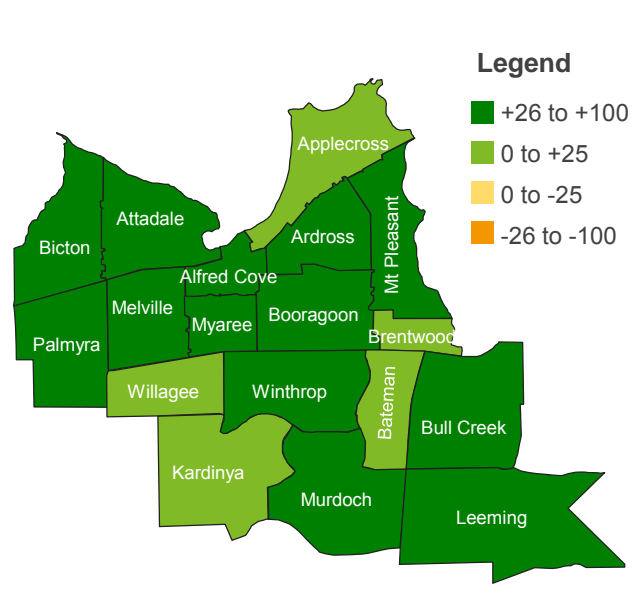 Legend
+26 to +100
0 to +25
0 to -25
-26 to -100
Applecross
Attadale
Mt Pleasant
Ardross
Bicton
Alfred Cove
Melville
Booragoon
Myaree
Brentwood
Palmyra
Willagee
Winthrop
Bateman
Bull Creek
Kardinya
Murdoch
Leeming